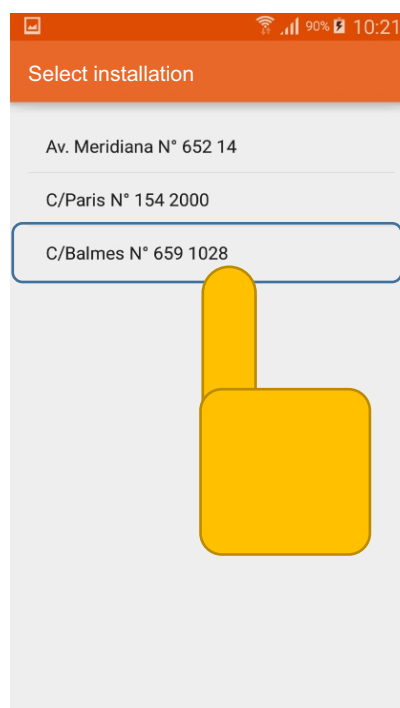 90% 10:21
Select installation
Av. Meridiana N° 652 14
C/Paris N° 154 2000
C/Balmes N° 659 1028